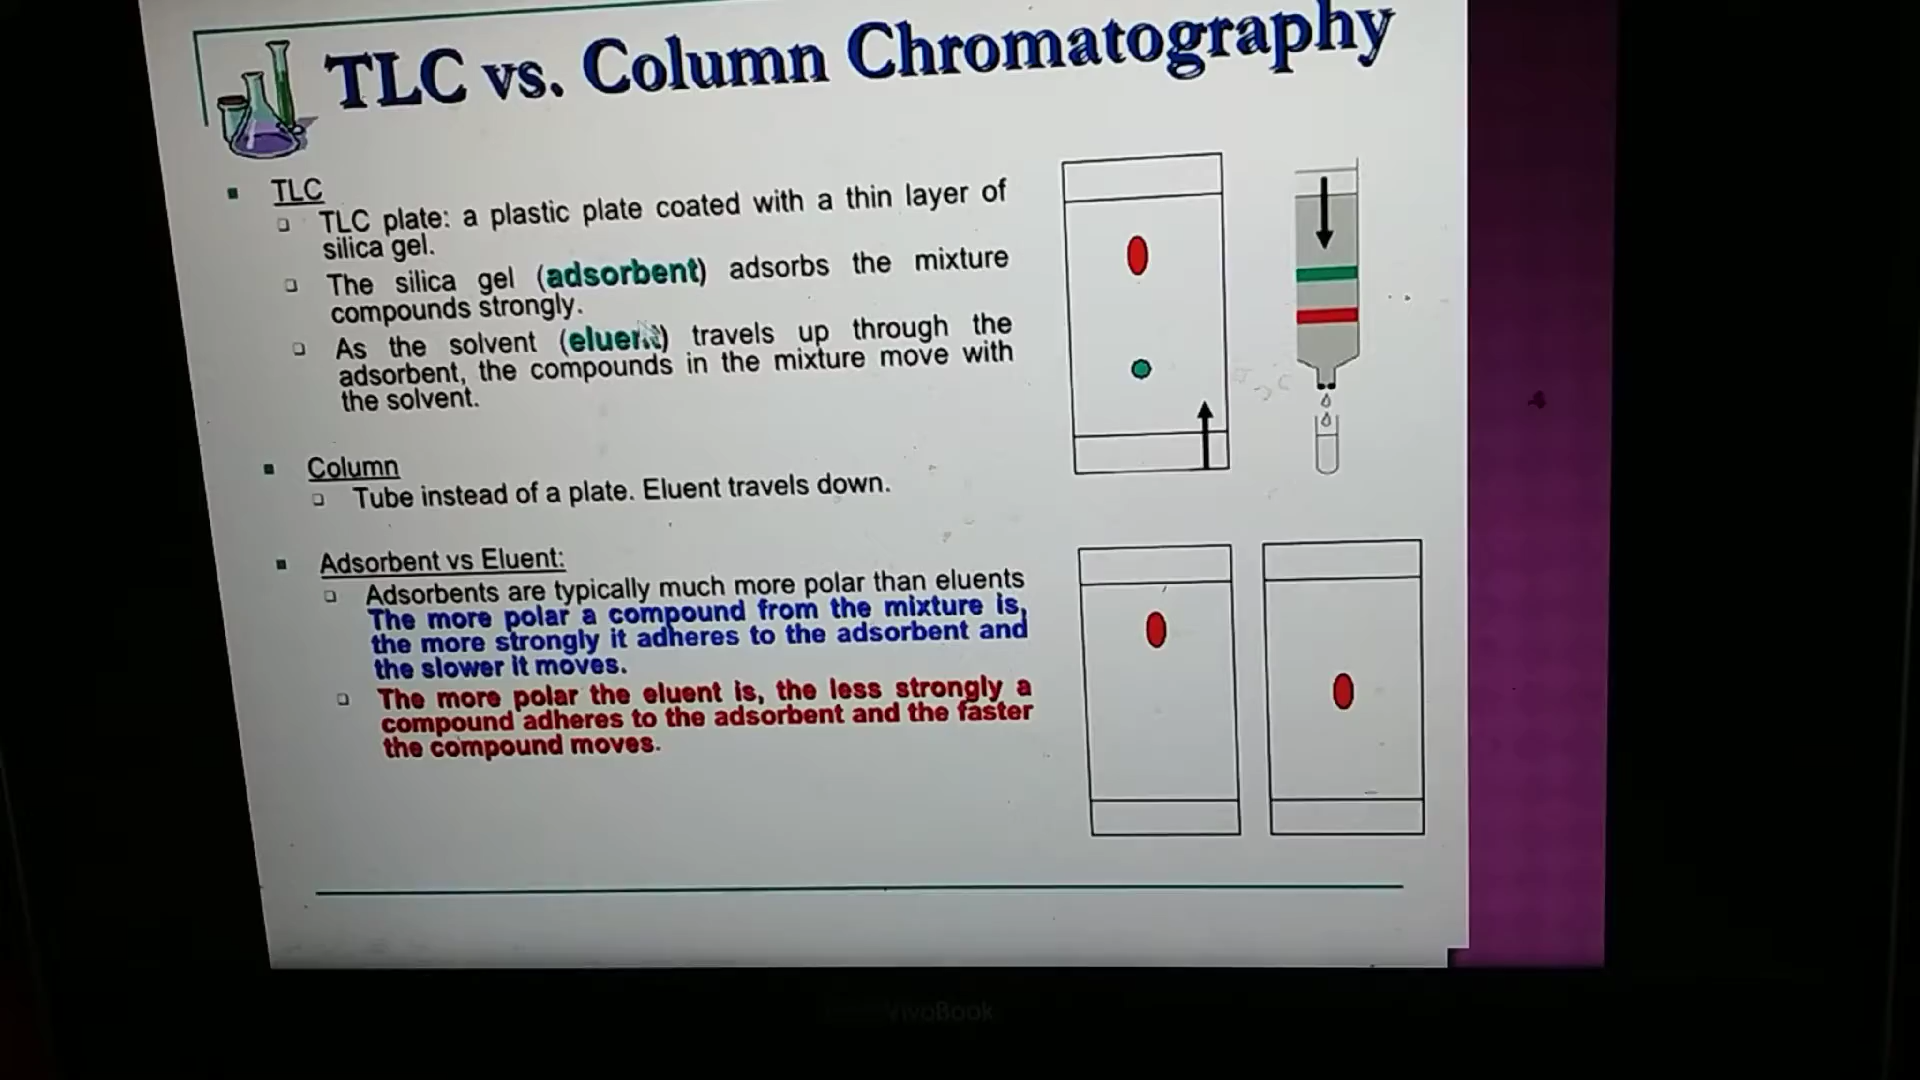 TLC vs. Column Chromatography
TLC
TLC plate: a plastic plate coated with a thin layer of
silica gel.
The silica gel (adsorbent) adsorbs the mixture
compounds strongly.
As the solvent (eluent) travels up through the
adsorbent, the compounds in the mixture move with
the solvent.
Column
Tube instead of a plate. Eluent travels down.
Adsorbent vs Eluent:
Adsorbents are typically much more polar than eluents
The more polar a compound from the mixture is,
the more strongly it adheres to the adsorbent and
the slower it moves.
The more polar the eluent is, the less strongly a
compound adheres to the adsorbent and the faster
the compound moves.
VivoBook